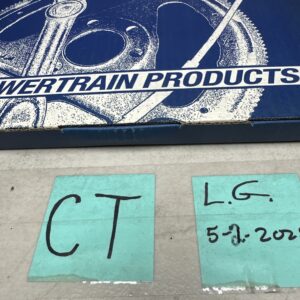 WERTRAIN PRODUCTS
CT
L.G.
5-2-202